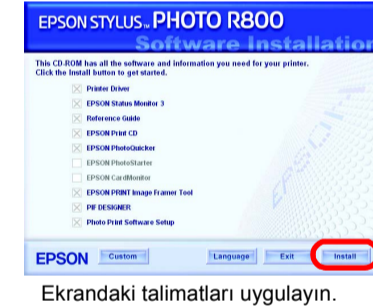 EPSON STYLUS™ PHOTO R800
Software Installation
This CD-ROM has all the software and information you need for your printer.
Click the Install button to get started.
Printer Driver
EPSON Status Monitor 3
Reference Guide
EPSON Print CD
EPSON PhotoQuicker
EPSON PhotoStarter
EPSON CardMonitor
EPSON PRINT Image Framer Tool
PIF DESIGNER
Photo Print Software Setup
EPSON
EPSON Custom Language Exit Install
Ekrandaki talimatları uygulayın.